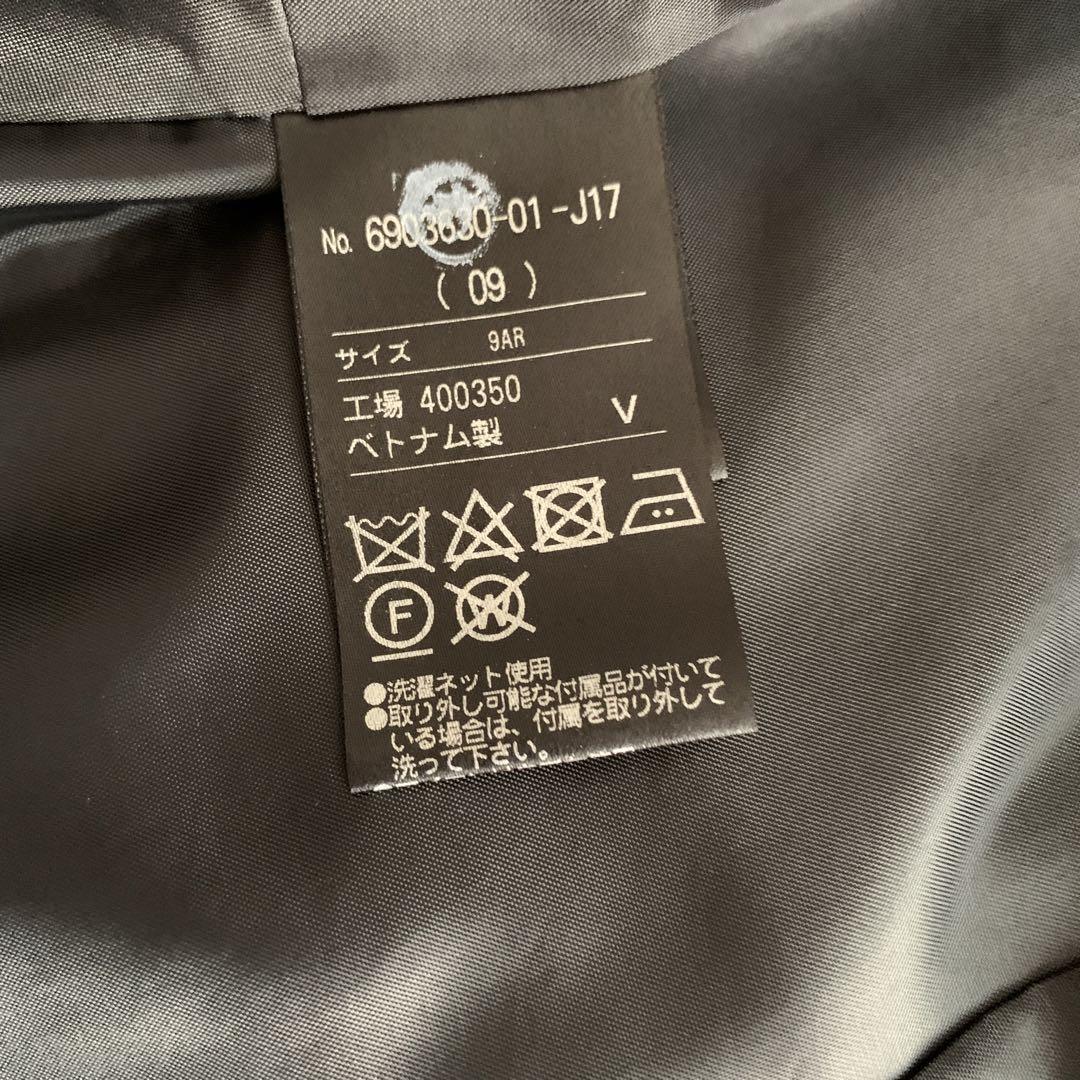 No. 6903630-01-J17
( 09 )
サイズ 9AR
工場 400350
ベトナム製 V
F
W
●洗濯ネット使用
●取り外し可能な付属品が付いて
いる場合は、付属を取り外して
洗って下さい。